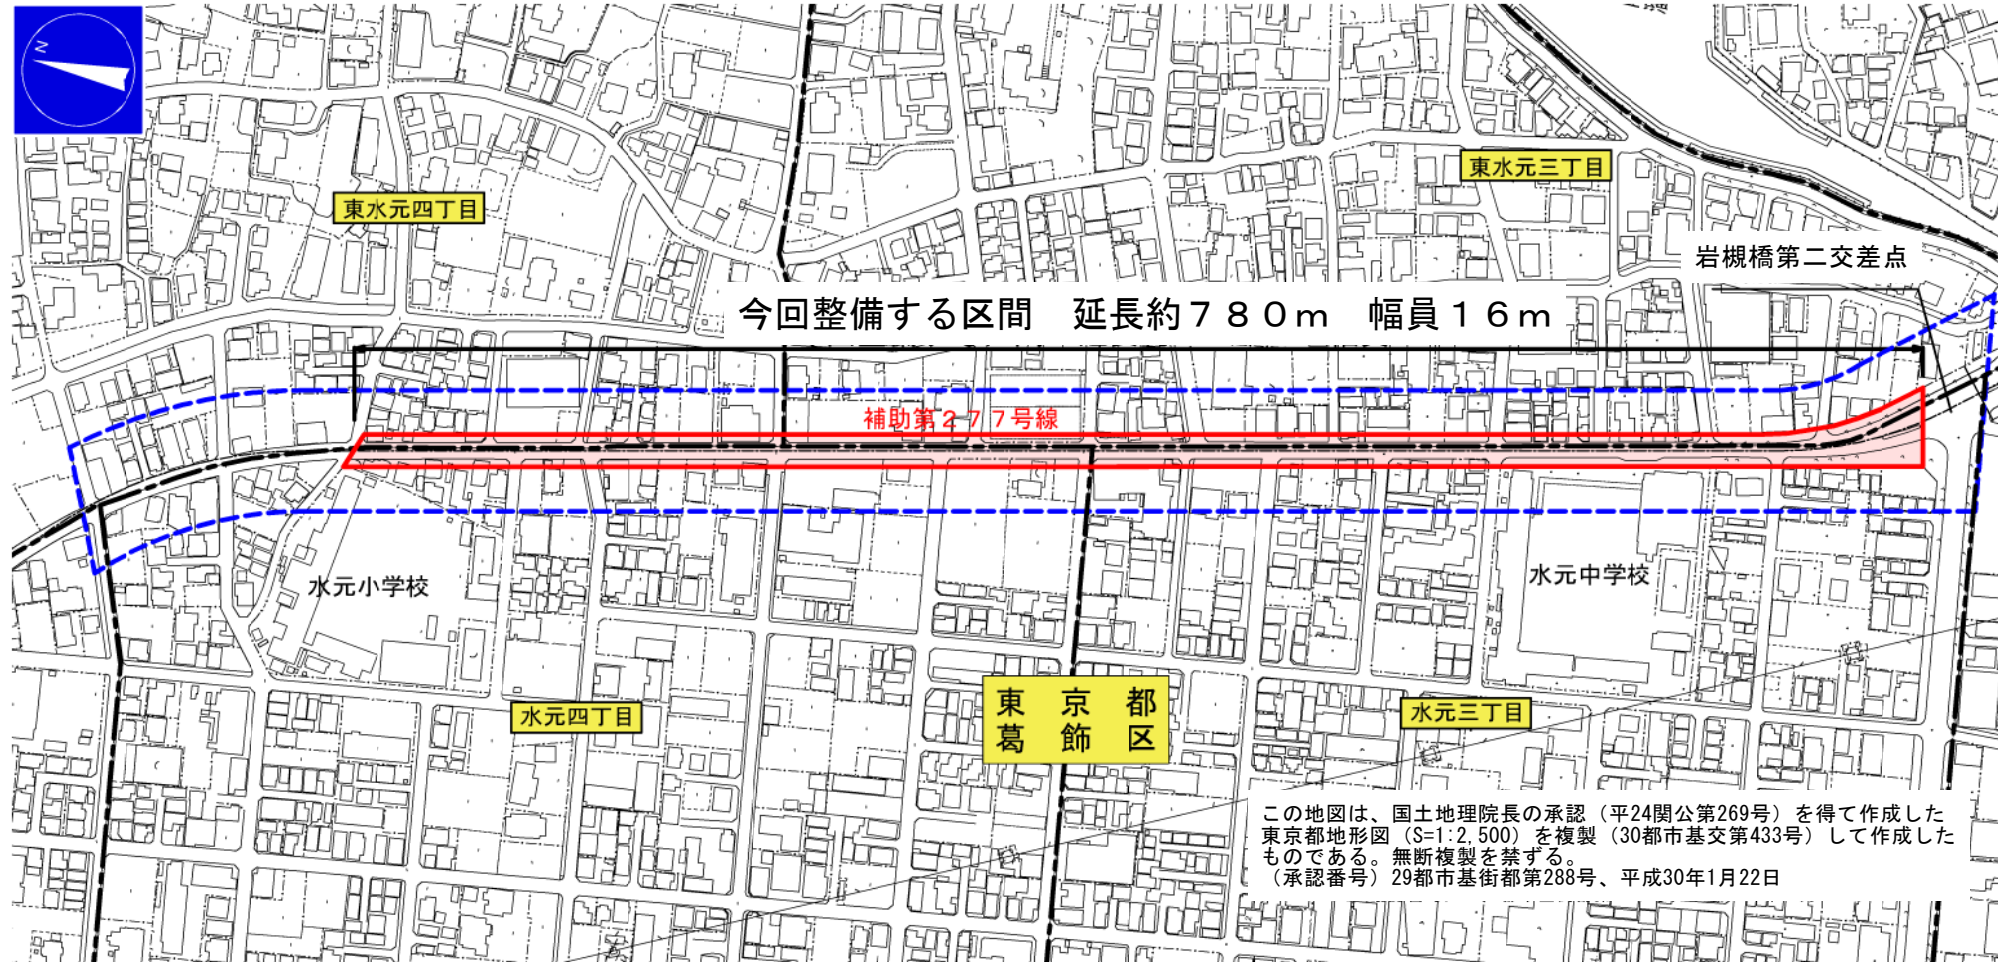 N
東水元三丁目
東水元四丁目
岩槻橋第二交差点
今回整備する区間　延長約７８０ｍ　幅員１６ｍ
補助第２７７号線
水元小学校
水元中学校
東 京 都
葛 飾 区
水元四丁目
水元三丁目
この地図は、国土地理院長の承認（平24関公第269号）を得て作成した
東京都地形図（S=1:2,500）を複製（30都市基交第433号）して作成した
ものである。無断複製を禁ずる。
（承認番号）29都市基街都第288号、平成30年1月22日